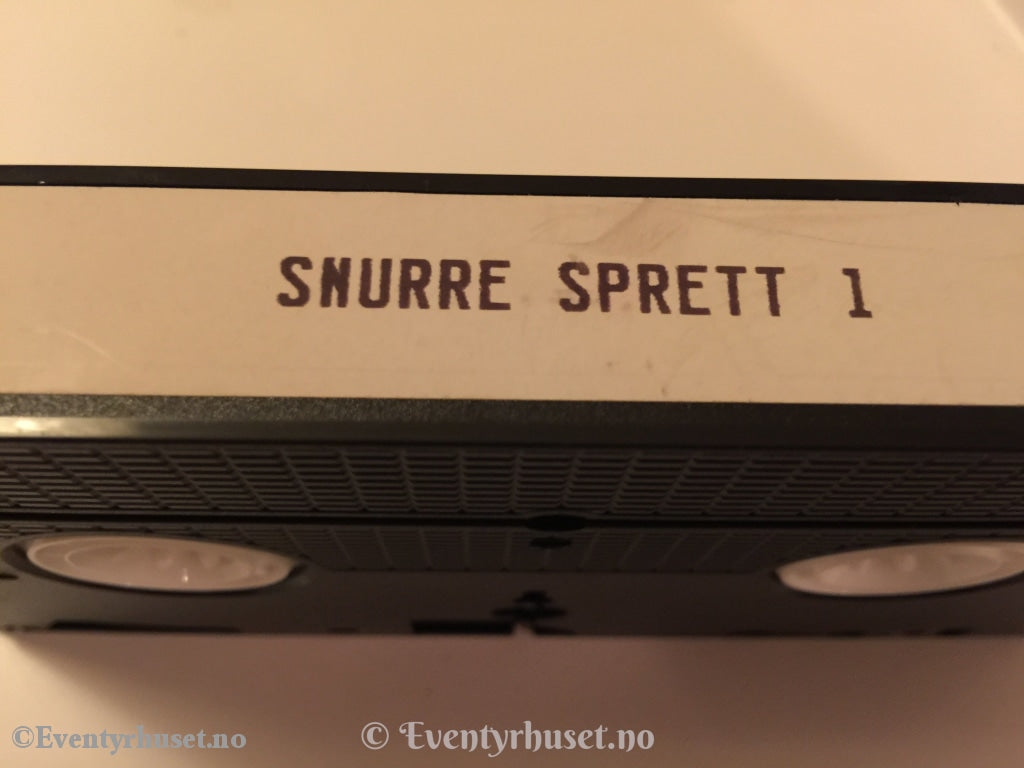 SNURRE SPRETT 1
©Eventyrhuset.no
© Eventyrhuset.no